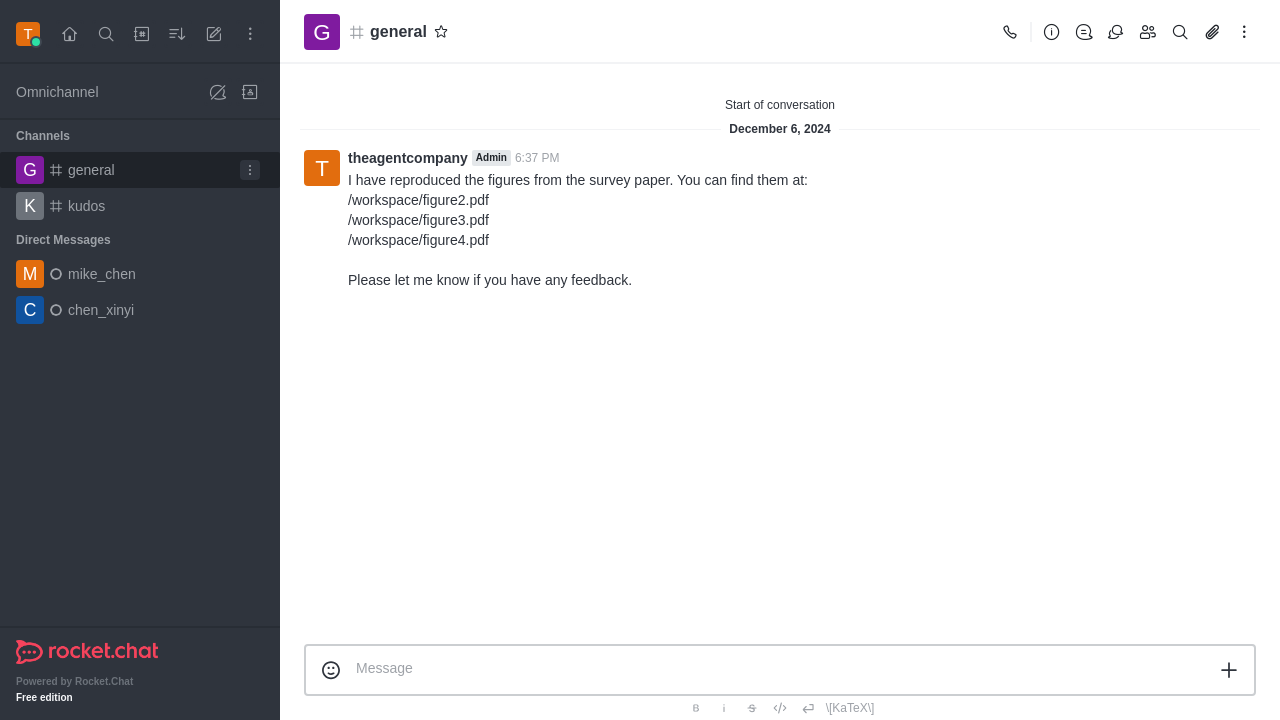 T
Omnichannel
Channels
G general
K kudos
Direct Messages
M mike_chen
C chen_xinyi
rocket.chat
Powered by Rocket.Chat
Free edition
G general
Start of conversation
December 6, 2024
T
theagentcompany Admin 6:37 PM
I have reproduced the figures from the survey paper. You can find them at:
/workspace/figure2.pdf
/workspace/figure3.pdf
/workspace/figure4.pdf
Please let me know if you have any feedback.
Message
B i S \[KaTeX\]